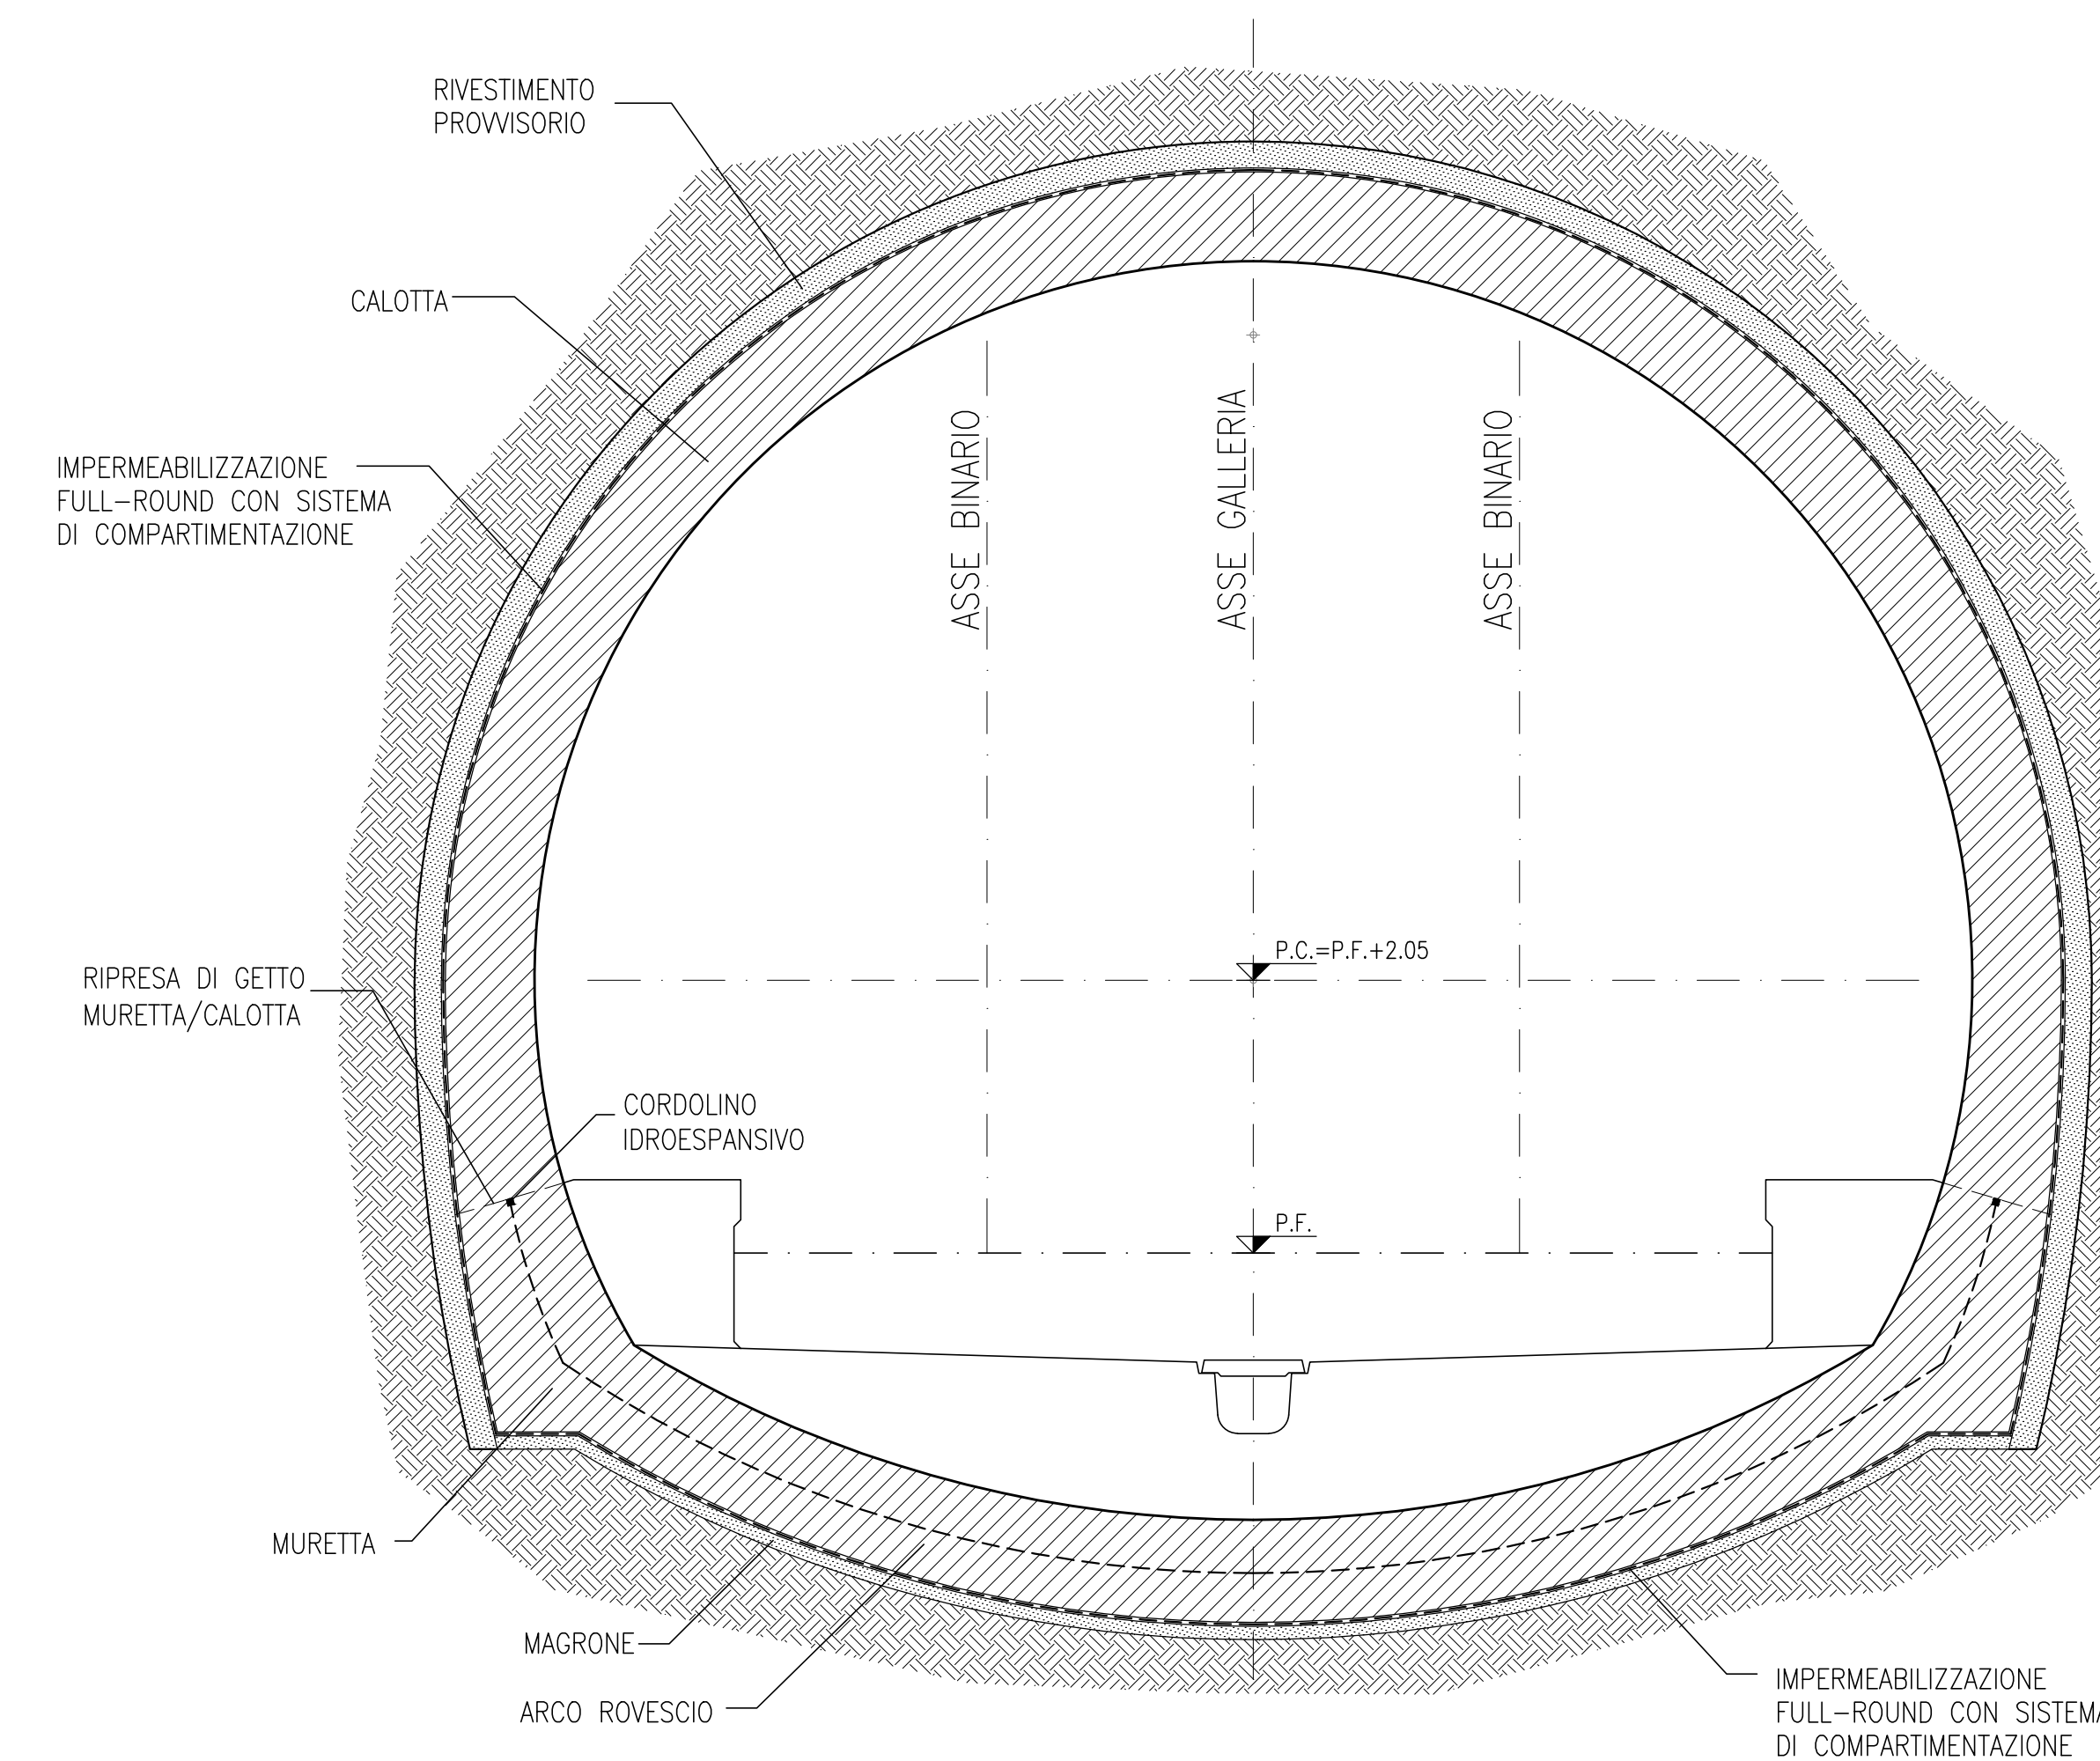 RIVESTIMENTO
PROVVISORIO
CALOTTA
IMPERMEABILIZZAZIONE
FULL-ROUND CON SISTEMA
DI COMPARTIMENTAZIONE
ASSE BINARIO
ASSE GALLERIA
ASSE BINARIO
P.C.=P.F.+2.05
RIPRESA DI GETTO
MURETTA/CALOTTA
CORDOLINO
IDROESPANSIVO
P.F.
MURETTA
MAGRONE
ARCO ROVESCIO
IMPERMEABILIZZAZIONE
FULL-ROUND CON SISTEMA
DI COMPARTIMENTAZIONE